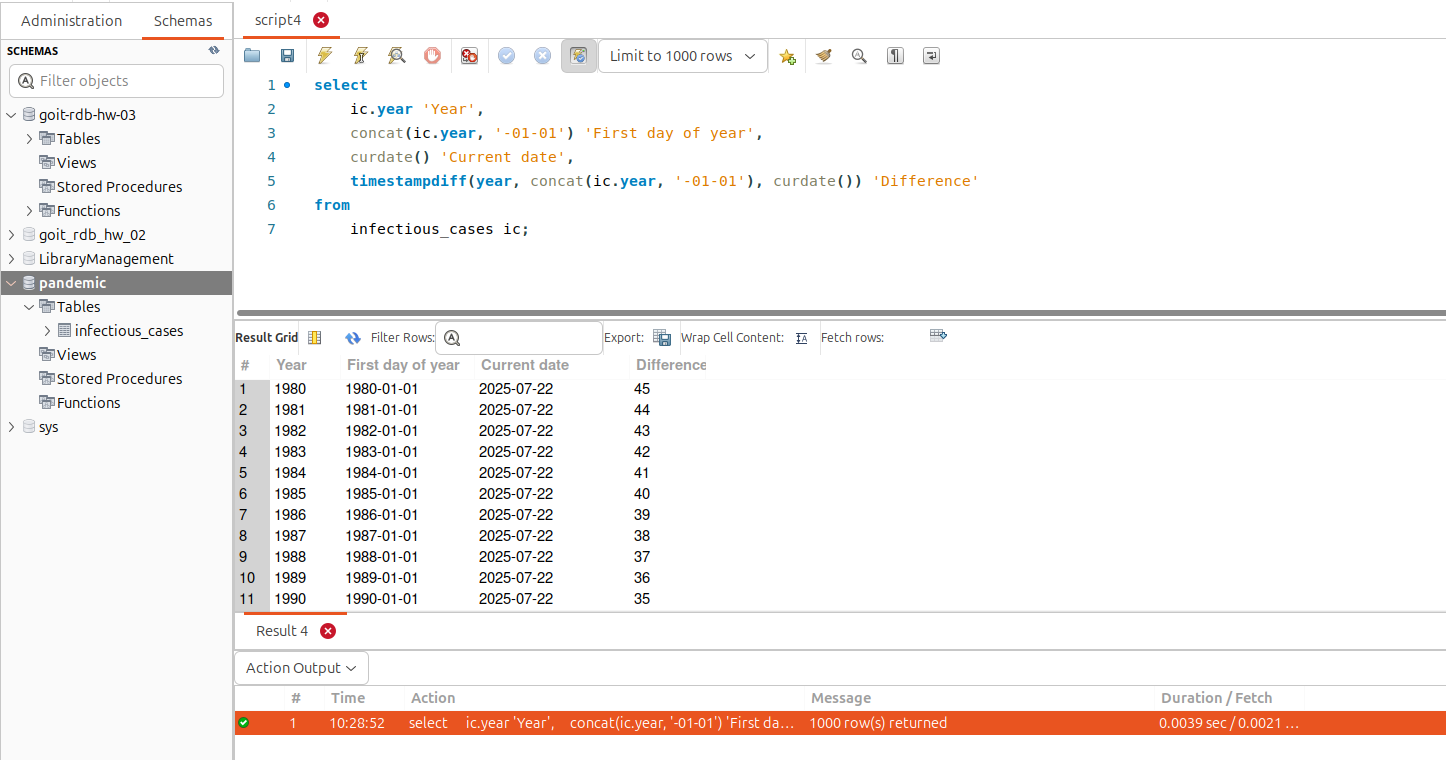 Administration Schemas
SCHEMAS
Filter objects
goit-rdb-hw-03
Tables
Views
Stored Procedures
Functions
goit_rdb_hw_02
LibraryManagement
pandemic
Tables
infectious_cases
Views
Stored Procedures
Functions
sys
script4
Limit to 1000 rows
1 select
2 ic.year 'Year',
3 concat(ic.year, '-01-01') 'First day of year',
4 curdate() 'Current date',
5 timestampdiff(year, concat(ic.year, '-01-01'), curdate()) 'Difference'
6 from
7 infectious_cases ic;
Result Grid Filter Rows: Export: Wrap Cell Content: Fetch rows:
# Year First day of year Current date Difference
1 1980 1980-01-01 2025-07-22 45
2 1981 1981-01-01 2025-07-22 44
3 1982 1982-01-01 2025-07-22 43
4 1983 1983-01-01 2025-07-22 42
5 1984 1984-01-01 2025-07-22 41
6 1985 1985-01-01 2025-07-22 40
7 1986 1986-01-01 2025-07-22 39
8 1987 1987-01-01 2025-07-22 38
9 1988 1988-01-01 2025-07-22 37
10 1989 1989-01-01 2025-07-22 36
11 1990 1990-01-01 2025-07-22 35
Result 4
Action Output
# Time Action Message Duration / Fetch
1 10:28:52 select ic.year 'Year', concat(ic.year, '-01-01') 'First da... 1000 row(s) returned 0.0039 sec / 0.0021 ...